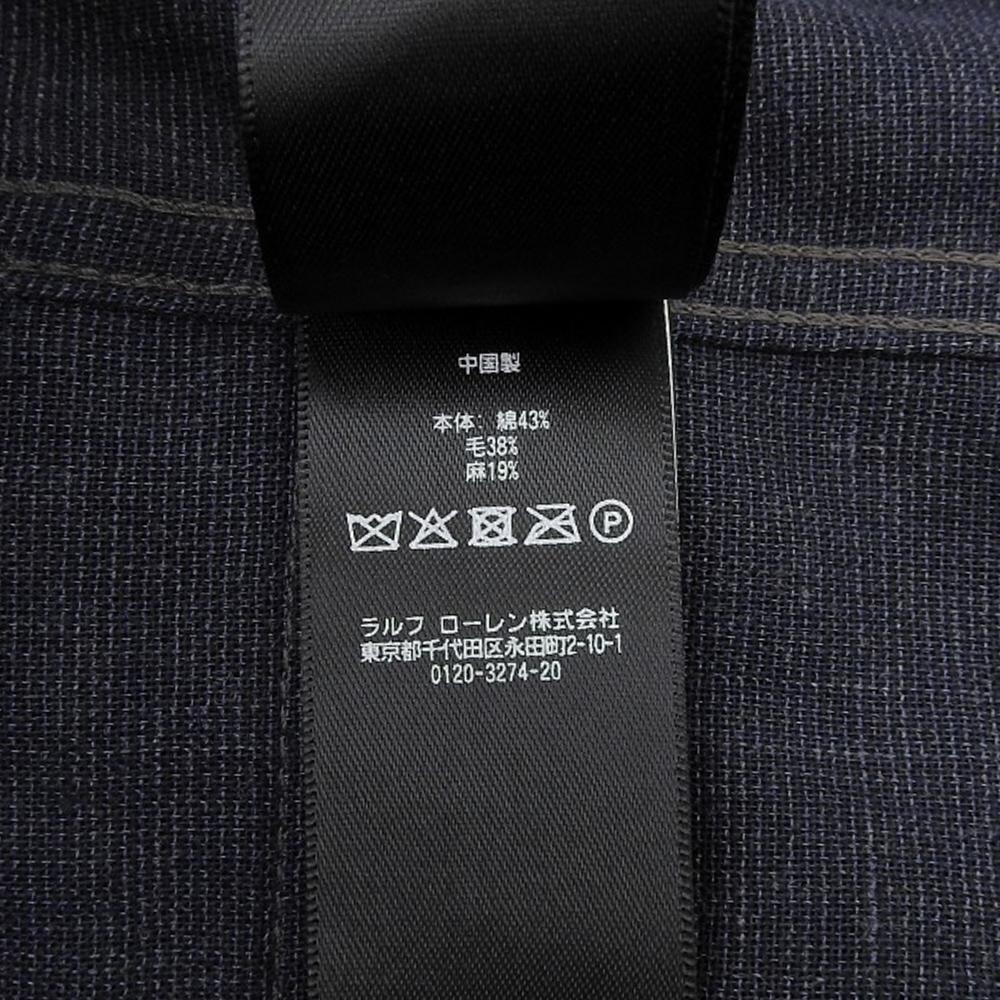 中国製
本体: 綿43%
毛38%
麻19%
P
ラルフ ローレン株式会社
東京都千代田区永田町2-10-1
0120-3274-20